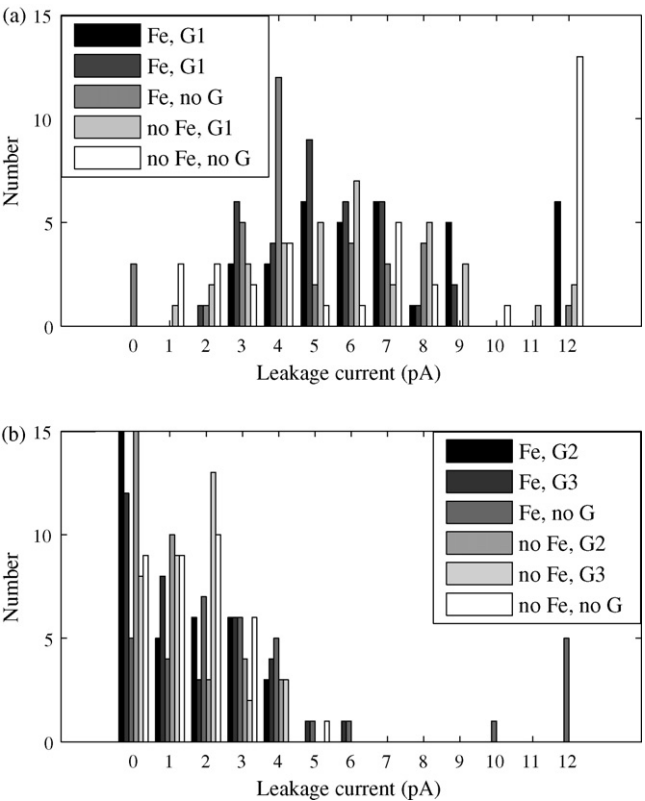 (a)
15
10
5
0
Number
Fe, G1
Fe, G1
Fe, no G
no Fe, G1
no Fe, no G
0 1 2 3 4 5 6 7 8 9 10 11 12
Leakage current (pA)
(b)
15
10
5
0
Number
Fe, G2
Fe, G3
Fe, no G
no Fe, G2
no Fe, G3
no Fe, no G
0 1 2 3 4 5 6 7 8 9 10 11 12
Leakage current (pA)